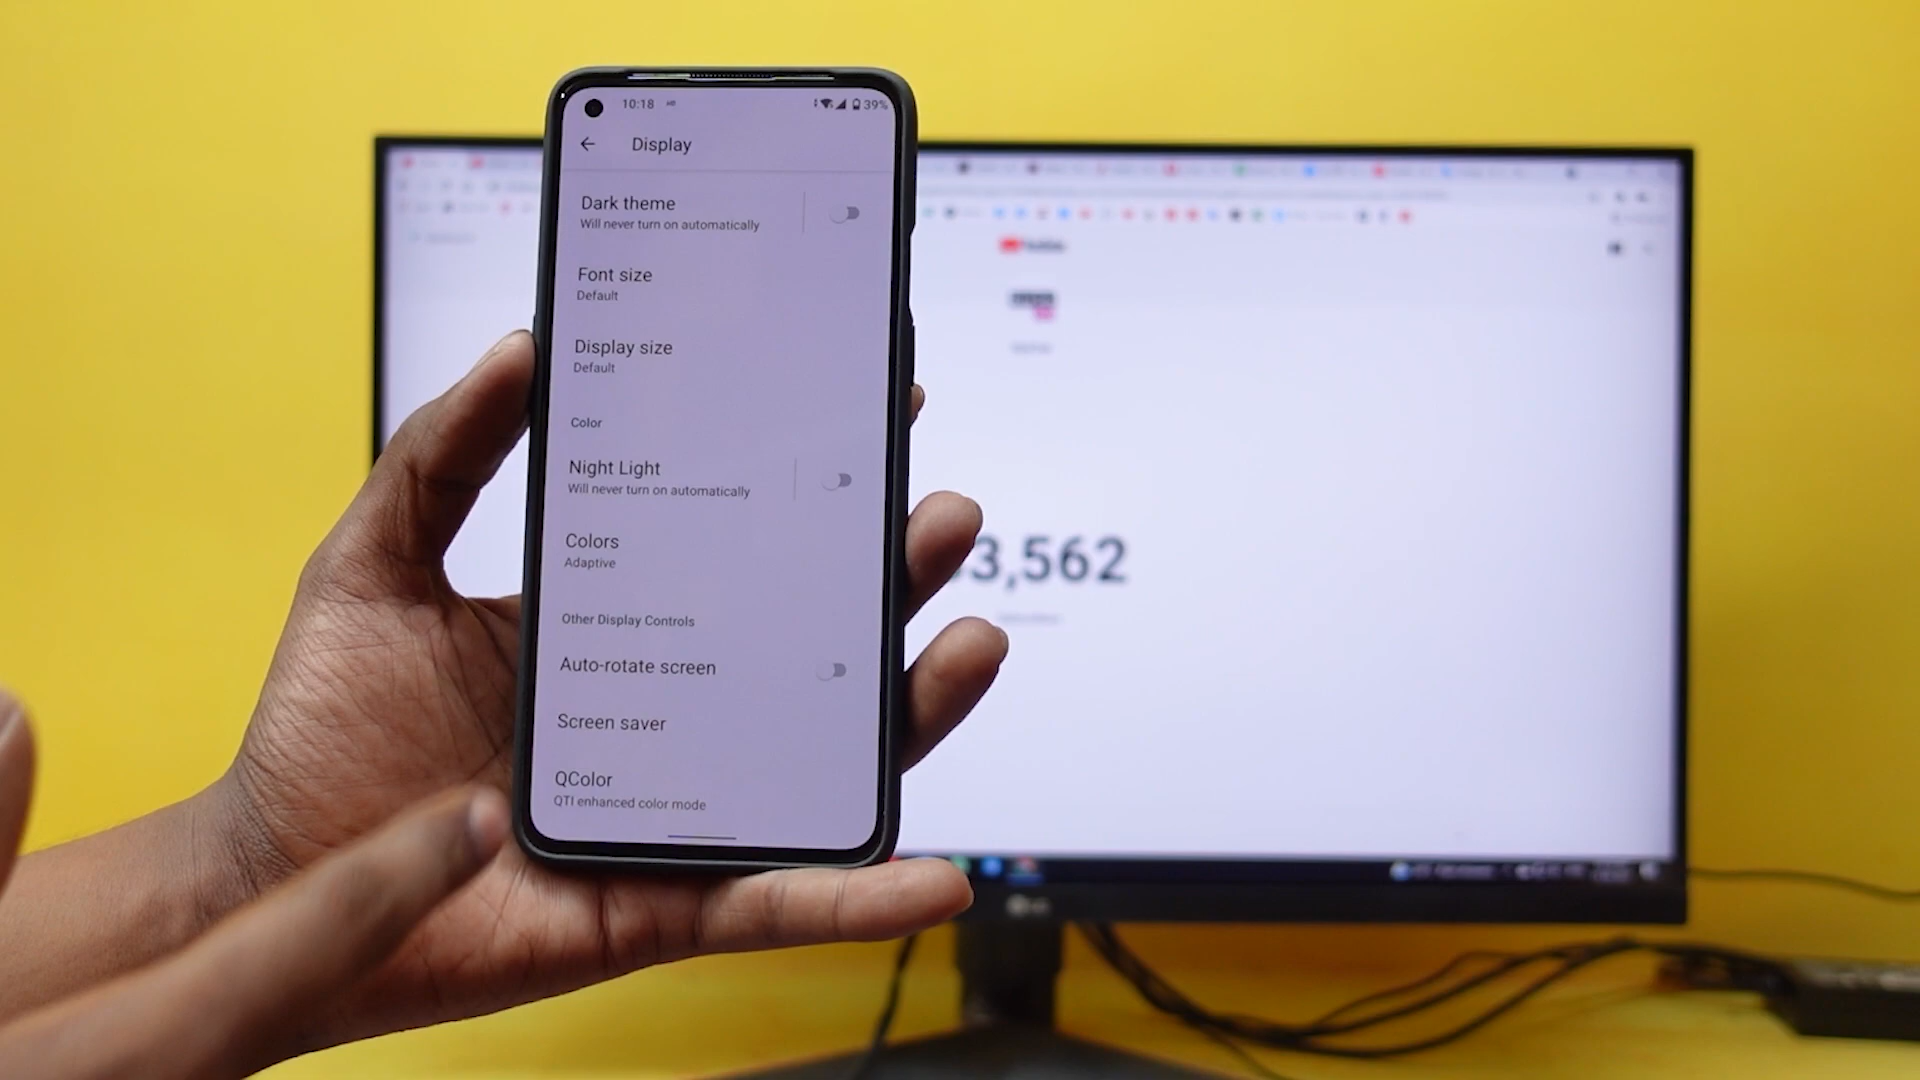 10:18
39%
Display
Dark theme
Will never turn on automatically
Font size
Default
Display size
Default
Color
Night Light
Will never turn on automatically
Colors
Adaptive
Other Display Controls
Auto-rotate screen
Screen saver
QColor
QTI enhanced color mode
3,562